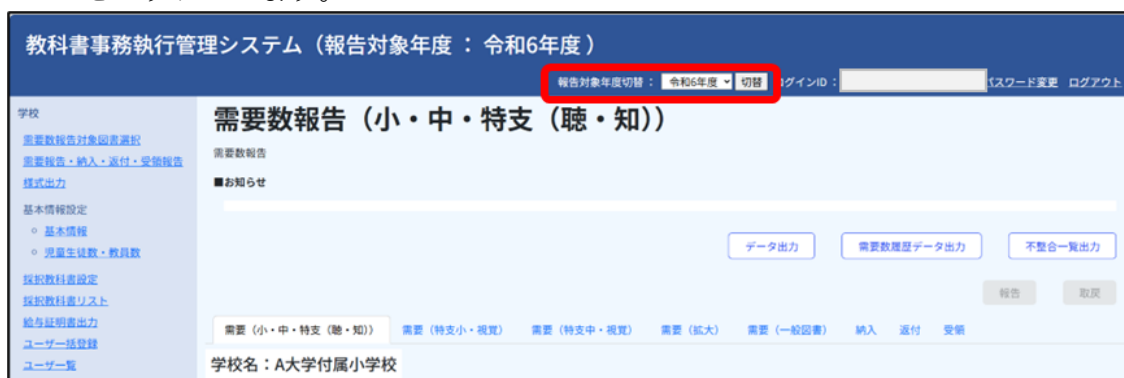 教科書事務執行管理システム（報告対象年度 ： 令和6年度 ）
報告対象年度切替： 令和6年度 切替 ログインID： パスワード変更 ログアウト
学校
需要数報告対象図書選択
需要報告・納入・返付・受領報告
様式出力
基本情報設定
○ 基本情報
○ 児童生徒数・教員数
採択教科書設定
採択教科書リスト
給与証明書出力
ユーザー括登録
ユーザ一覧
需要数報告（小・中・特支（聴・知））
需要数報告
■お知らせ
データ出力 需要数履歴データ出力 不整合一覧出力
報告 取戻
需要（小・中・特支（聴・知）） 需要（特支小・視覚） 需要（特支中・視覚） 需要（拡大） 需要（一般図書） 納入 返付 受領
学校名：A大学付属小学校